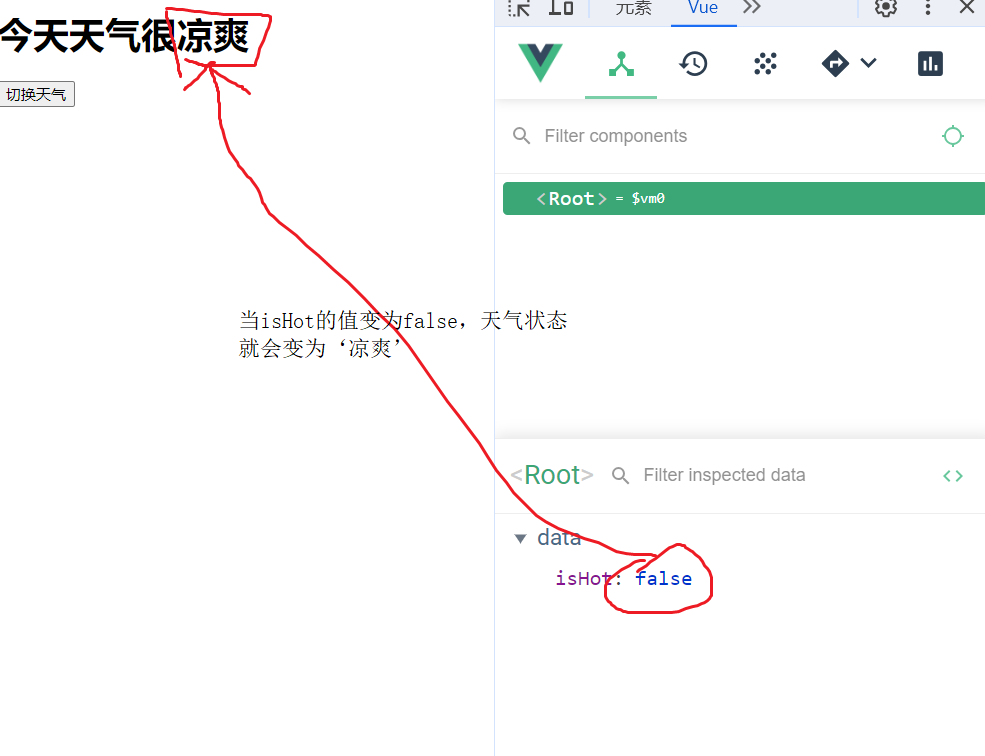 今天天气很凉爽
切换天气
元素
Vue
Filter components
<Root> = $vm0
当isHot的值变为false，天气状态
就会变为‘凉爽’
<Root>
Filter inspected data
data
isHot: false